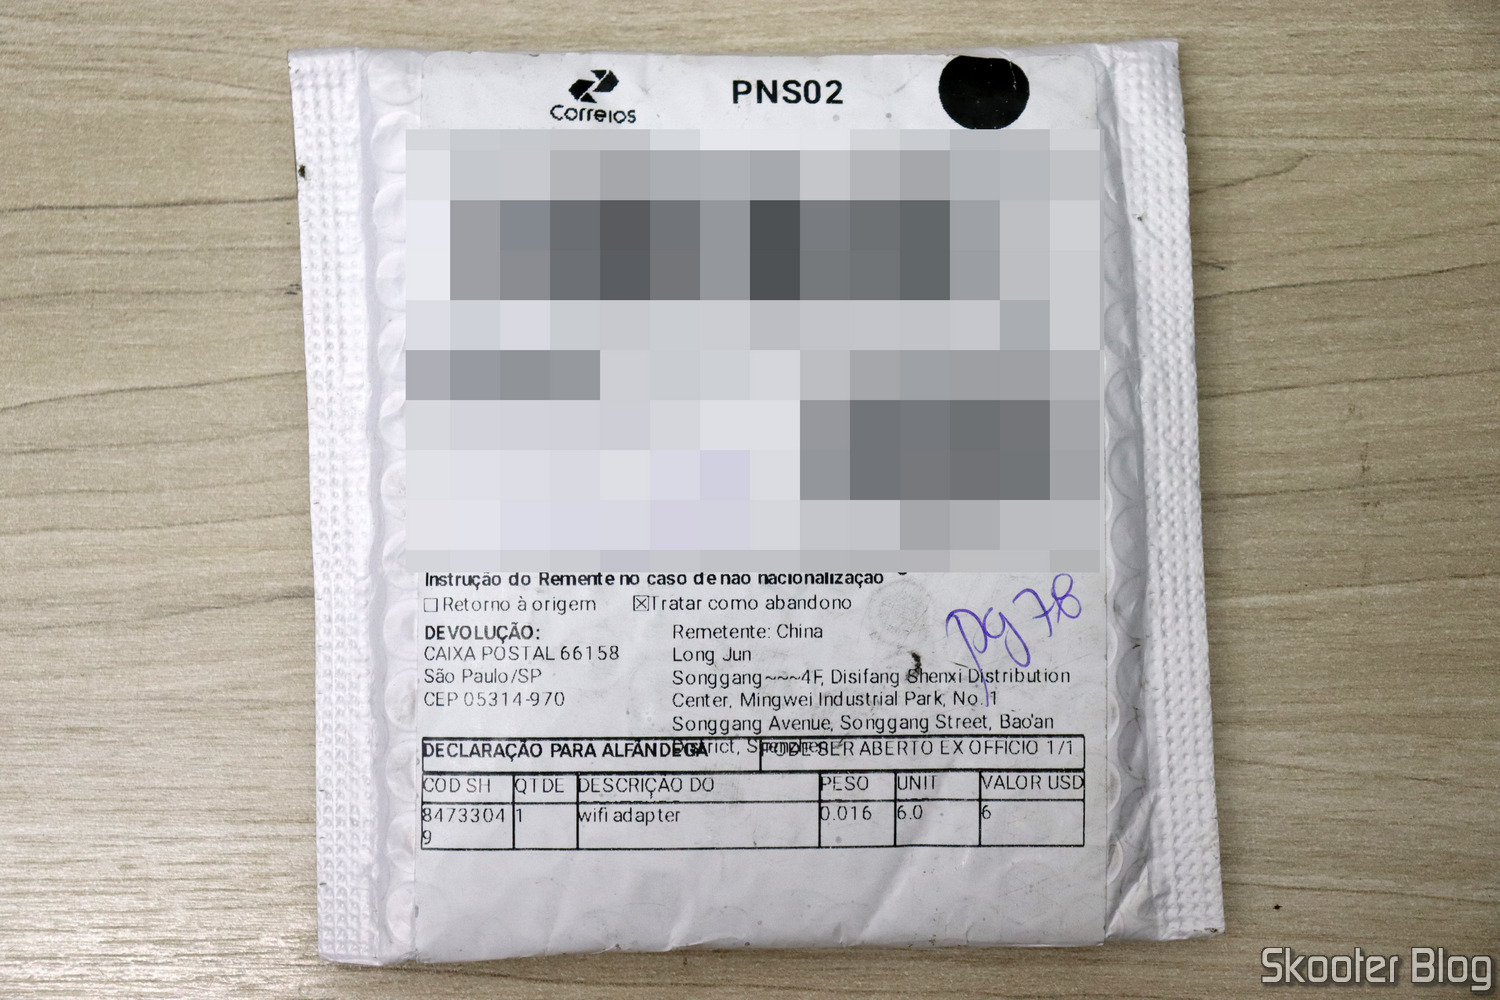 Correios
PNS02
Instrução do Remente no caso de não nacionalização
Retorno à origem
Tratar como abandono
DEVOLUÇÃO:
CAIXA POSTAL 66158
São Paulo/SP
CEP 05314-970
Remetente: China
Long Jun
Songgang~~~4F, Disifang Shenxi Distribution
Center, Mingwei Industrial Park, No. 1
Songgang Avenue, Songgang Street, Bao'an
District, Shenzhen
pg 78
DECLARAÇÃO PARA ALFÂNDEGA
PODE SER ABERTO EX OFFICIO 1/1
COD SH QTDE DESCRIÇÃO DO PESO UNIT VALOR USD
8473304 1 wifi adapter 0.016 6.0 6
9
Skooter Blog